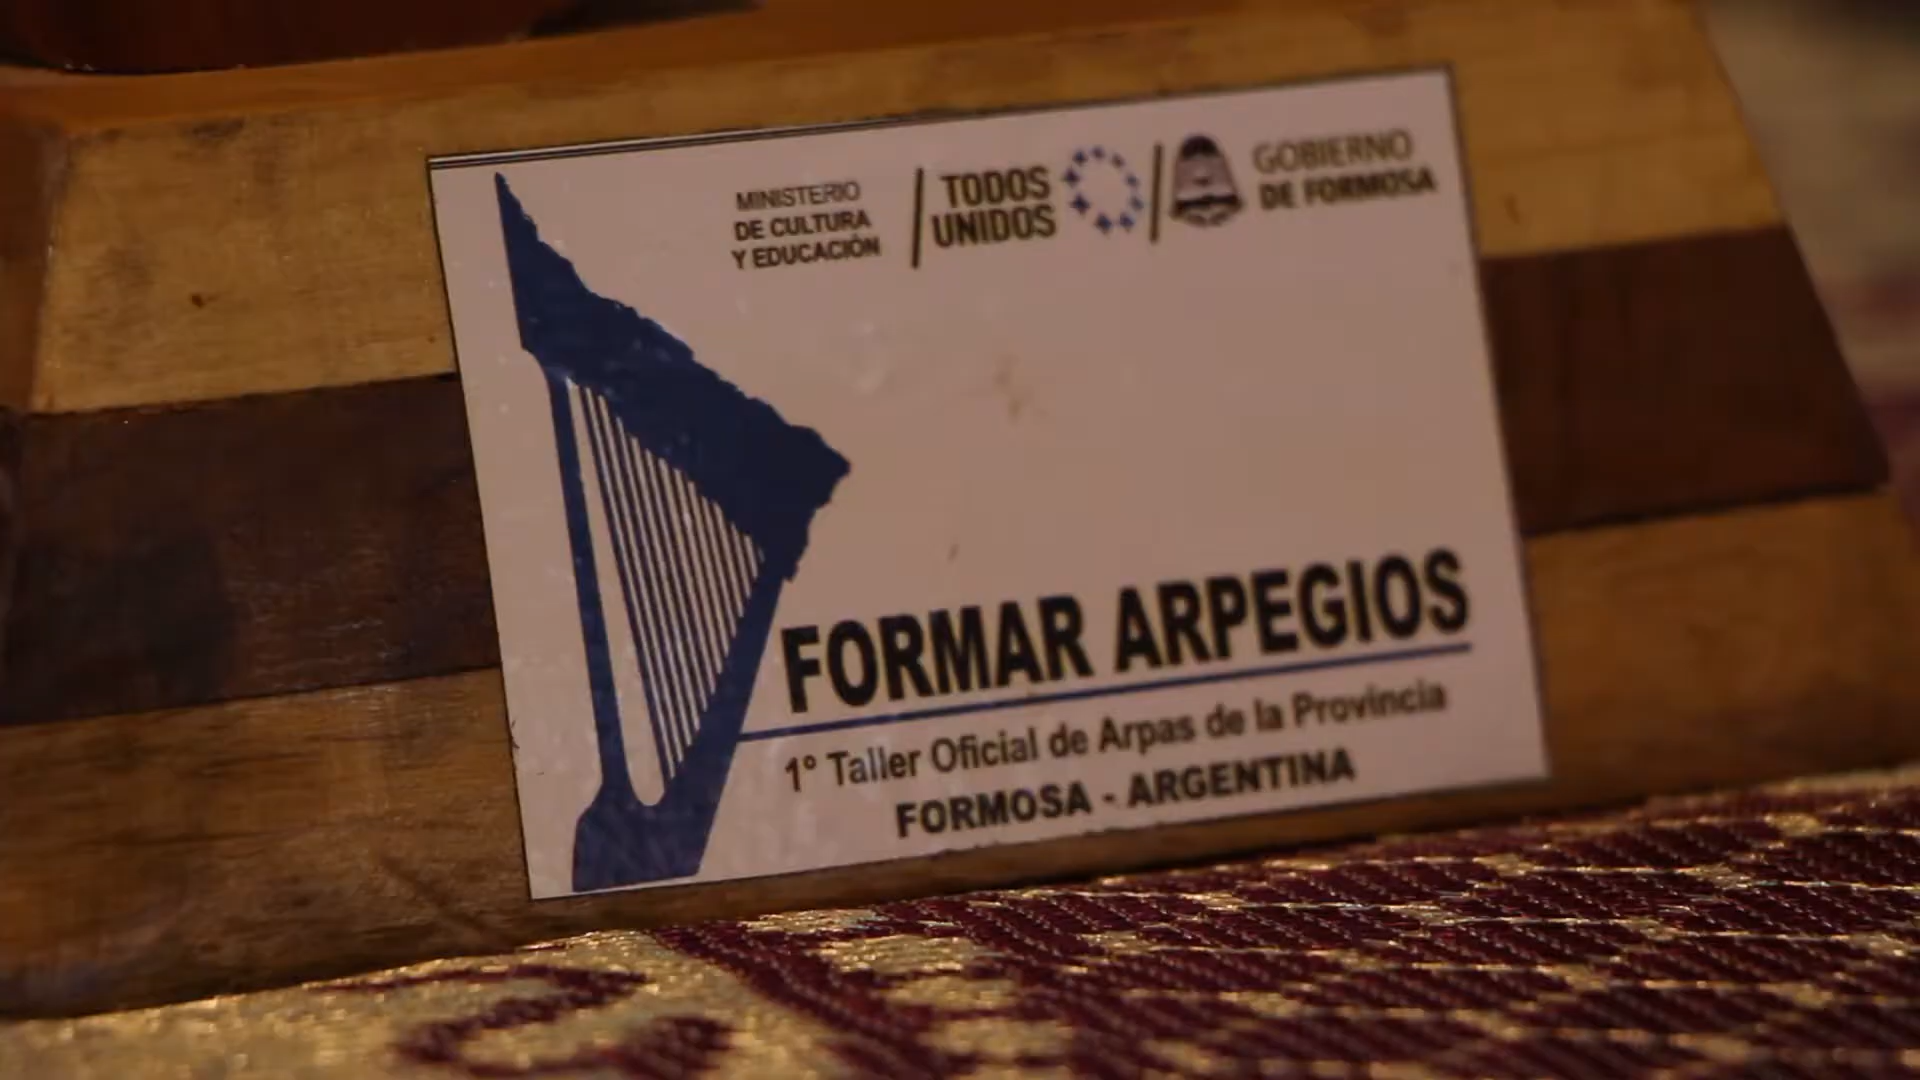 MINISTERIO
DE CULTURA
Y EDUCACIÓN
TODOS
UNIDOS
GOBIERNO
DE FORMOSA
FORMAR ARPEGIOS
1° Taller Oficial de Arpas de la Provincia
FORMOSA - ARGENTINA